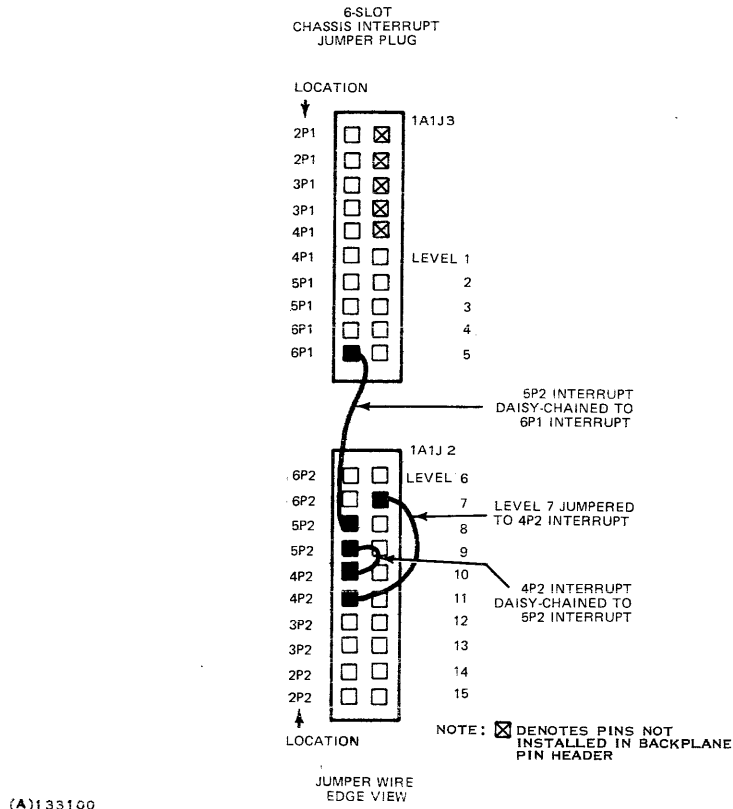 6-SLOT
CHASSIS INTERRUPT
JUMPER PLUG
LOCATION
1A1J3
2P1
2P1
3P1
3P1
4P1
4P1 LEVEL 1
5P1 2
5P1 3
6P1 4
6P1 5
5P2 INTERRUPT
DAISY-CHAINED TO
6P1 INTERRUPT
1A1J2
6P2 LEVEL 6
6P2 7
5P2 8
5P2 9
4P2 10
4P2 11
3P2 12
3P2 13
2P2 14
2P2 15
LEVEL 7 JUMPERED
TO 4P2 INTERRUPT
4P2 INTERRUPT
DAISY-CHAINED TO
5P2 INTERRUPT
LOCATION
NOTE: DENOTES PINS NOT
INSTALLED IN BACKPLANE
PIN HEADER
JUMPER WIRE
EDGE VIEW
(A)133100